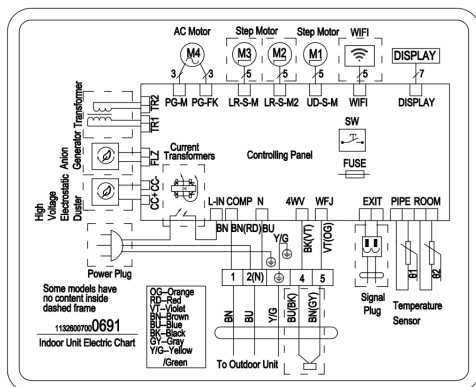 AC Motor Step Motor Step Motor WIFI
M4 M3 M2 M1 DISPLAY
3 3 5 5 5 5 7
PG-M PG-FK LR-S-M LR-S-M2 UD-S-M WIFI DISPLAY
Transformer
TR2
TR1
Anion
Generator
FLZ
High
Voltage
Electrostatic
Duster
CC-
CC+
Current
Transformers
Controlling Panel
SW
FUSE
L-IN COMP N 4WV WFJ EXIT PIPE ROOM
BN BN(RD) BU
Y/G
BK(VT)
VT(OG)
Power Plug
1 2(N) 4 5
Signal
Plug
θ1
θ2
Temperature
Sensor
Some models have
no content inside
dashed frame
11326007000691
Indoor Unit Electric Chart
OG–Orange
RD–Red
VT–Violet
BN–Brown
BU–Blue
BK–Black
GY–Gray
Y/G–Yellow
/Green
BN
BU
Y/G
BU(BK)
BN(GY)
To Outdoor Unit